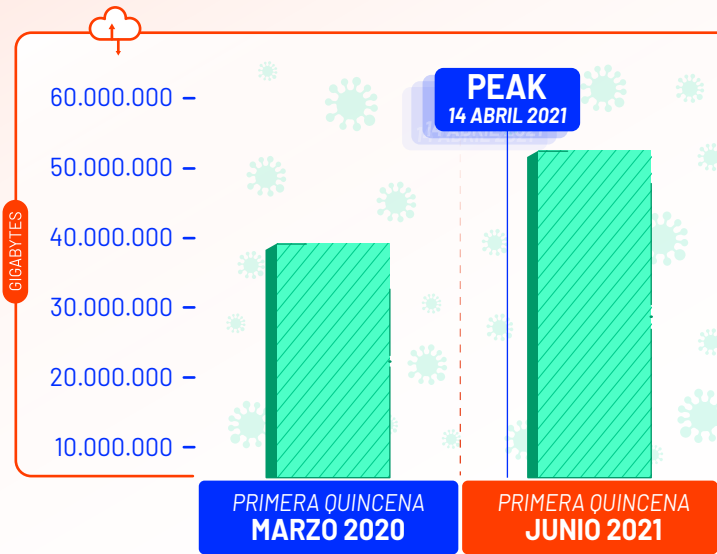 PEAK
14 ABRIL 2021
60.000.000
50.000.000
40.000.000
30.000.000
20.000.000
10.000.000
GIGABYTES
PRIMERA QUINCENA
MARZO 2020
PRIMERA QUINCENA
JUNIO 2021